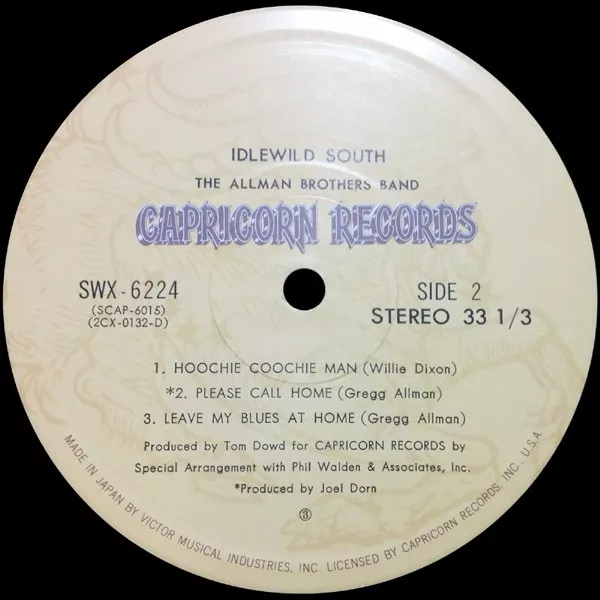 IDLEWILD SOUTH
THE ALLMAN BROTHERS BAND
CAPRICORN RECORDS
SWX-6224
(SCAP-6015)
(2CX-0132-D)
SIDE 2
STEREO 33 1/3
1. HOOCHIE COOCHIE MAN (Willie Dixon)
*2. PLEASE CALL HOME (Gregg Allman)
3. LEAVE MY BLUES AT HOME (Gregg Allman)
Produced by Tom Dowd for CAPRICORN RECORDS by
Special Arrangement with Phil Walden & Associates, Inc.
*Produced by Joel Dorn
③
MADE IN JAPAN BY VICTOR MUSICAL INDUSTRIES, INC. LICENSED BY CAPRICORN RECORDS, INC. U.S.A.